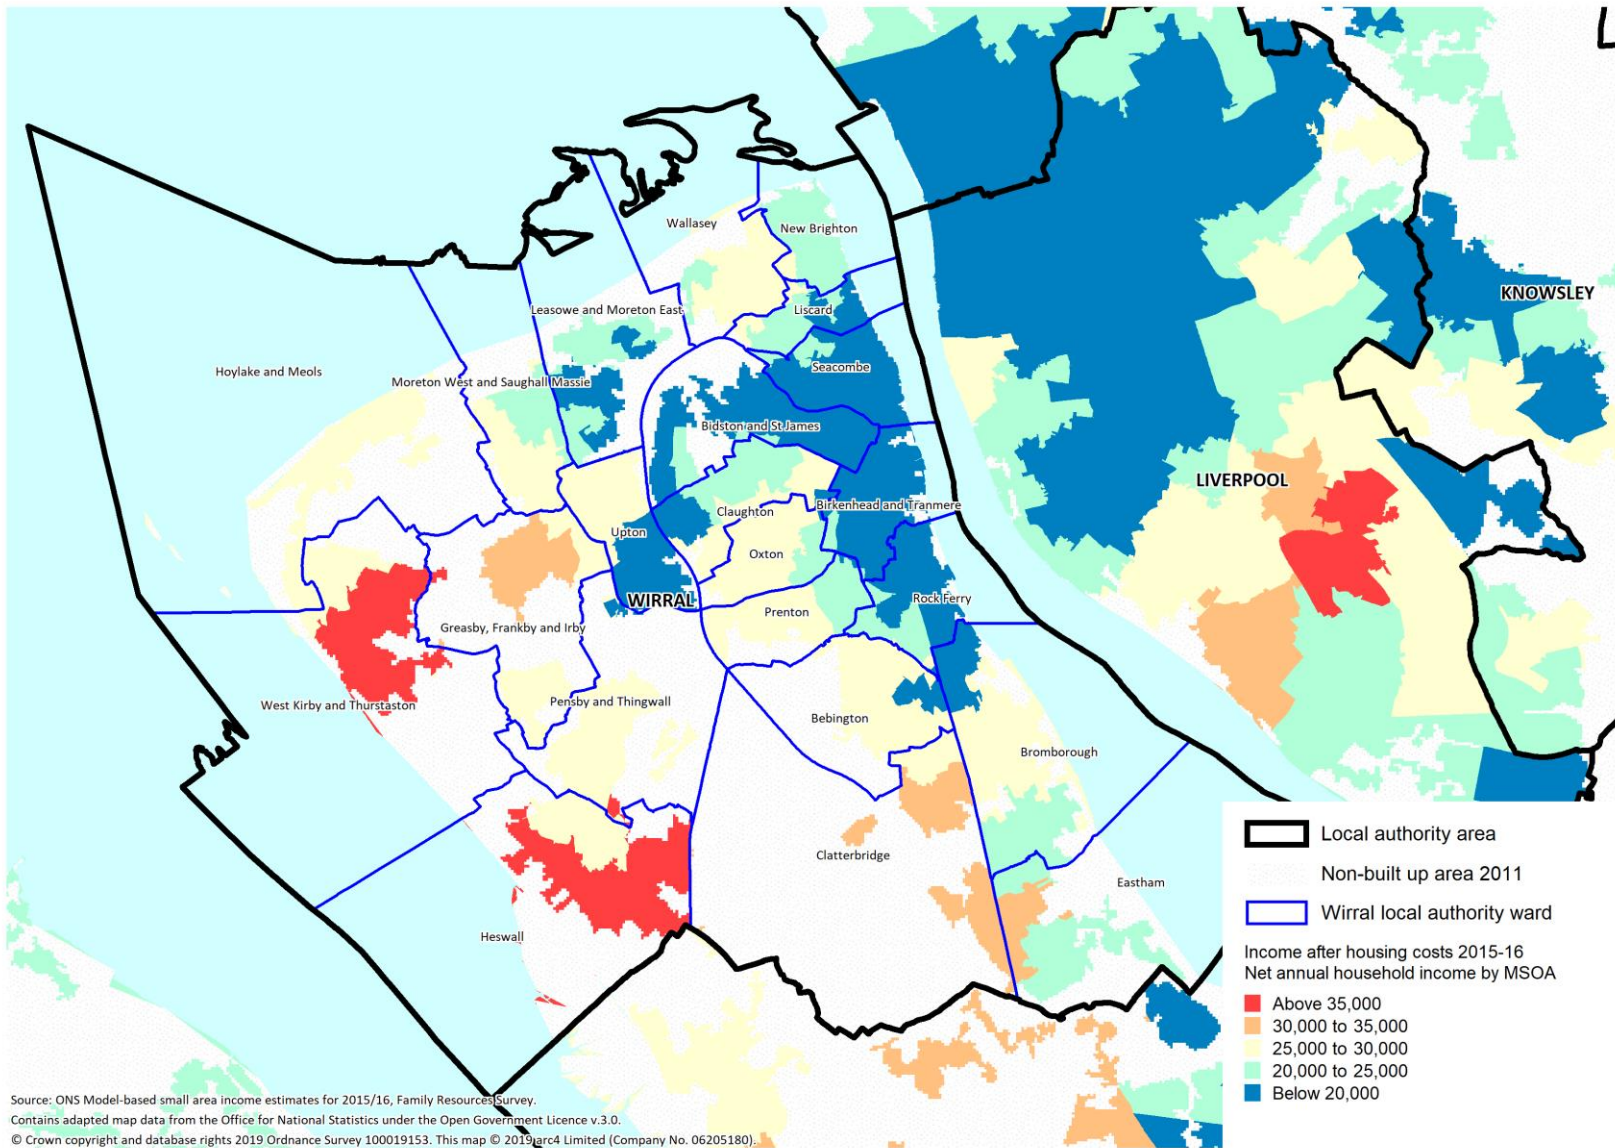 Wallasey
New Brighton
Leasowe and Moreton East
Liscard
KNOWSLEY
Hoylake and Meols
Moreton West and Saughall Massie
Seacombe
Bidston and St James
LIVERPOOL
Claughton
Birkenhead and Tranmere
Upton
Oxton
WIRRAL
Prenton
Rock Ferry
Greasby, Frankby and Irby
West Kirby and Thurstaston
Pensby and Thingwall
Bebington
Bromborough
Clatterbridge
Eastham
Heswall
Local authority area
Non-built up area 2011
Wirral local authority ward
Income after housing costs 2015-16
Net annual household income by MSOA
Above 35,000
30,000 to 35,000
25,000 to 30,000
20,000 to 25,000
Below 20,000
Source: ONS Model-based small area income estimates for 2015/16, Family Resources Survey.
Contains adapted map data from the Office for National Statistics under the Open Government Licence v.3.0.
© Crown copyright and database rights 2019 Ordnance Survey 100019153. This map © 2019 arc4 Limited (Company No. 06205180).